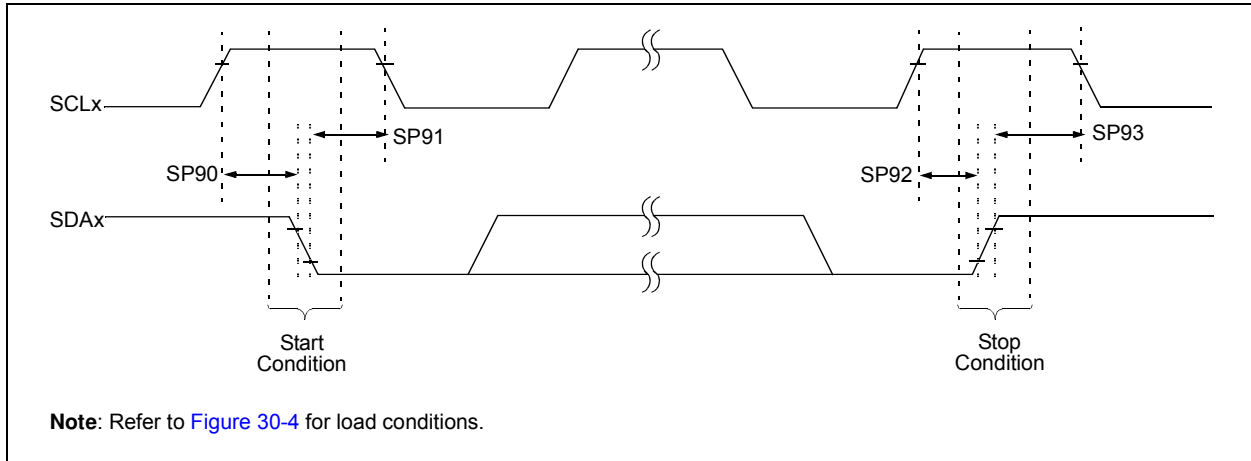 SCLx
SP91
SP93
SP90
SP92
SDAx
Start
Condition
Stop
Condition
Note: Refer to Figure 30-4 for load conditions.